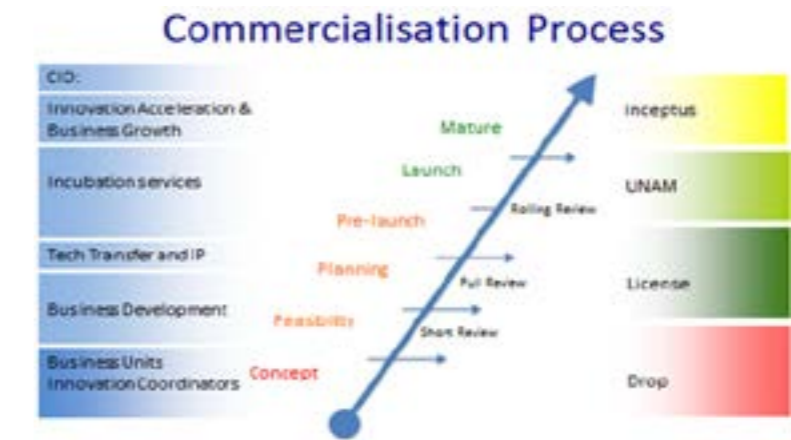 Commercialisation Process
CID:
Innovation Acceleration &
Business Growth
Incubation services
Tech Transfer and IP
Business Development
Business Units
Innovation Coordinators
Mature
Launch
Pre-launch
Planning
Feasibility
Concept
Rolling Review
Full Review
Short Review
Inceptus
UNAM
License
Drop